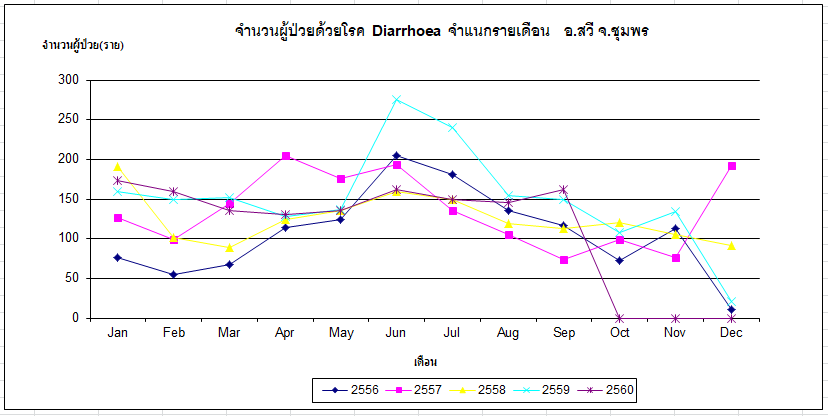 จำนวนผู้ป่วยด้วยโรค Diarrhoea จำแนกรายเดือน อ.สวี จ.ชุมพร
จำนวนผู้ป่วย(ราย)
300
250
200
150
100
50
0
Jan Feb Mar Apr May Jun Jul Aug Sep Oct Nov Dec
เดือน
2556 2557 2558 2559 2560